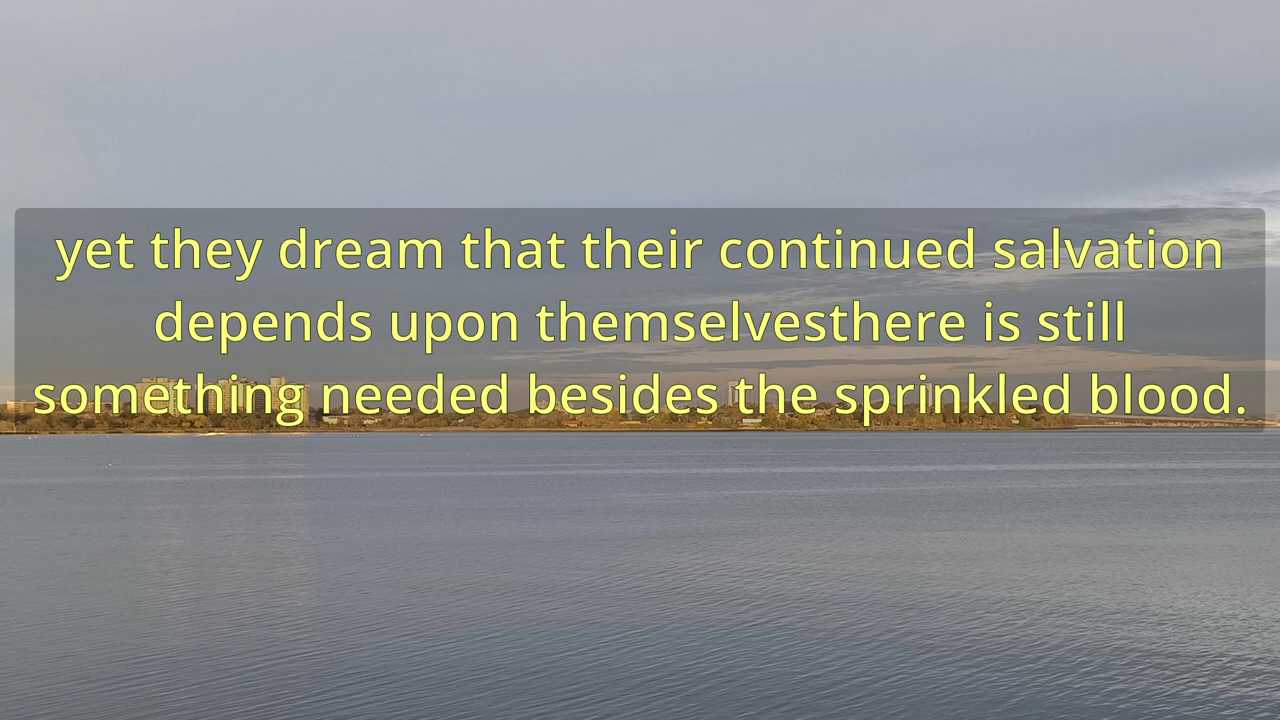 yet they dream that their continued salvation
depends upon themselvesthere is still
something needed besides the sprinkled blood.